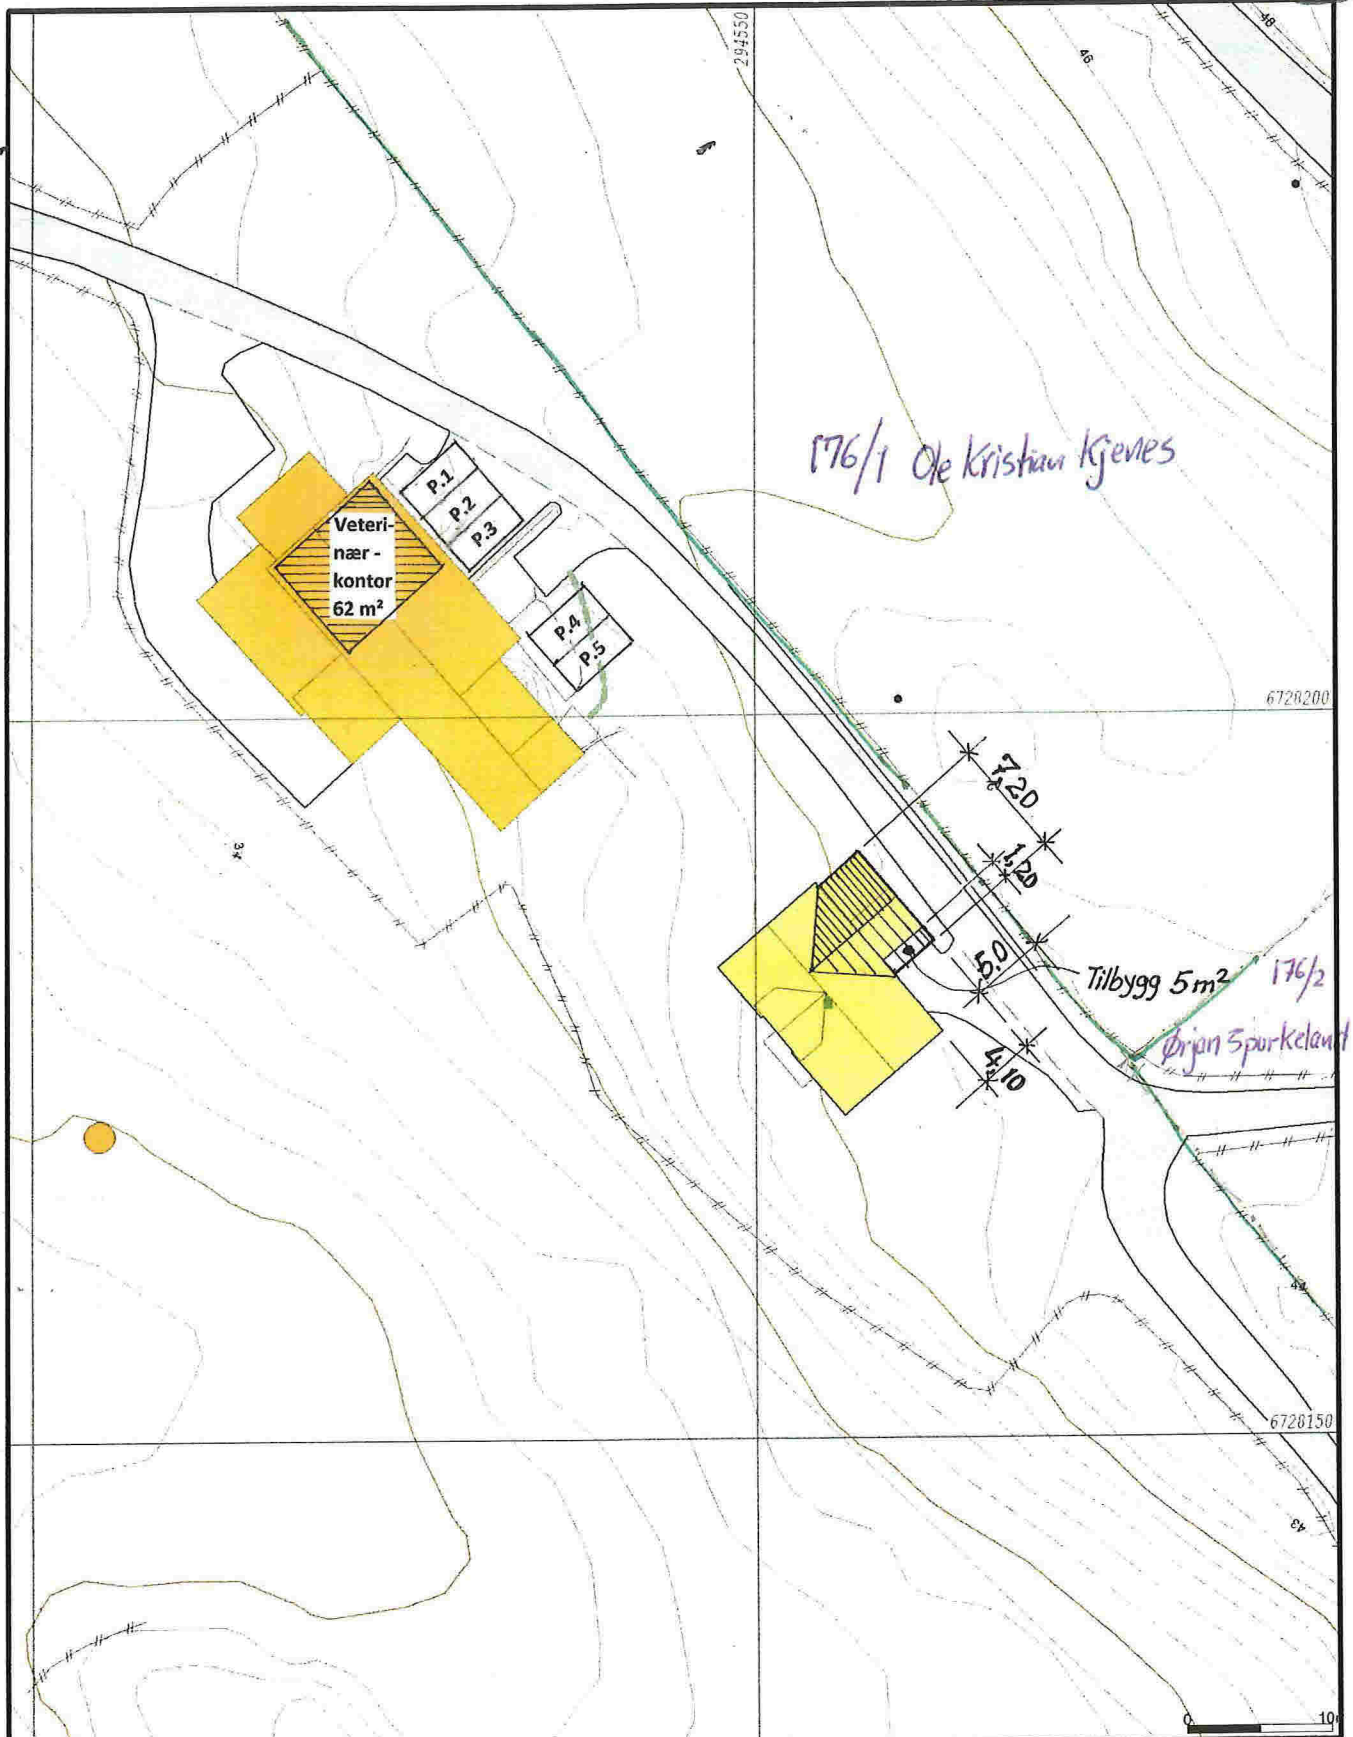 294550
48
46
176/1 Ole Kristian Kjenes
P.1
P.2
P.3
Veteri-
nær -
kontor
62 m²
P.4
P.5
6728200
7,20
34
1,20
5,0
Tilbygg 5m²
176/2
Ørjan Spurkeland
4,10
44
6728150
43
0
10